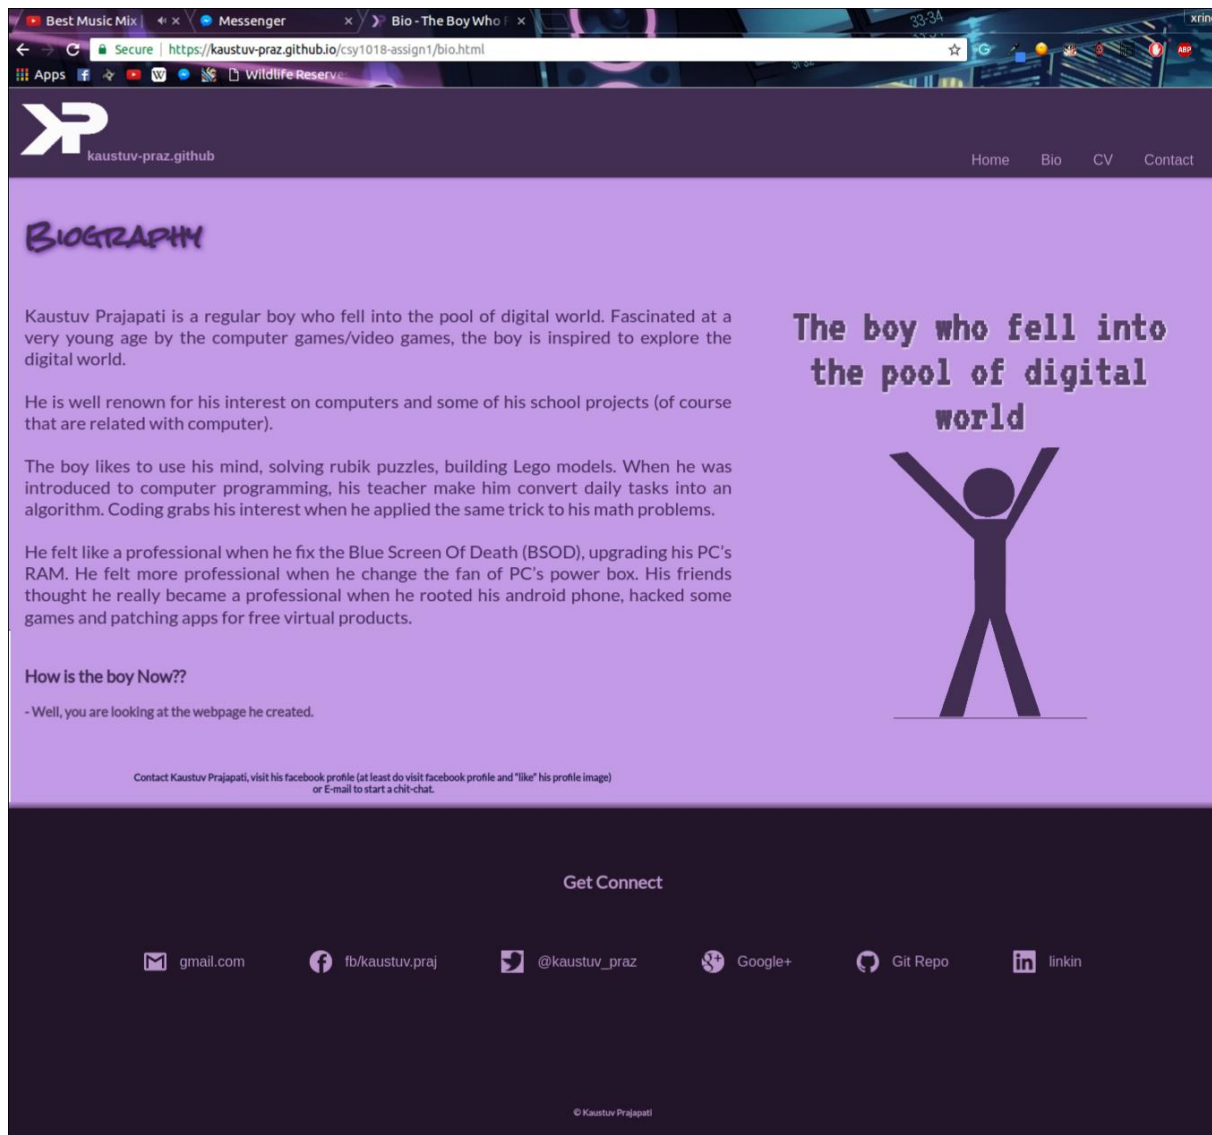 Best Music Mix
Messenger
Bio - The Boy Who F
33-34
xrin
Secure https://kaustuv-praz.github.io/csy1018-assign1/bio.html
Apps
Wildlife Reserve
KP
kaustuv-praz.github
Home Bio CV Contact
Biography
Kaustuv Prajapati is a regular boy who fell into the pool of digital world. Fascinated at a
very young age by the computer games/video games, the boy is inspired to explore the
digital world.
He is well renown for his interest on computers and some of his school projects (of course
that are related with computer).
The boy likes to use his mind, solving rubik puzzles, building Lego models. When he was
introduced to computer programming, his teacher make him convert daily tasks into an
algorithm. Coding grabs his interest when he applied the same trick to his math problems.
He felt like a professional when he fix the Blue Screen Of Death (BSOD), upgrading his PC’s
RAM. He felt more professional when he change the fan of PC’s power box. His friends
thought he really became a professional when he rooted his android phone, hacked some
games and patching apps for free virtual products.
How is the boy Now??
- Well, you are looking at the webpage he created.
Contact Kaustuv Prajapati, visit his facebook profile (at least do visit facebook profile and "like" his profile image)
or E-mail to start a chit-chat.
The boy who fell into
the pool of digital
world
Get Connect
gmail.com fb/kaustuv.praj @kaustuv_praz Google+ Git Repo linkin
© Kaustuv Prajapati